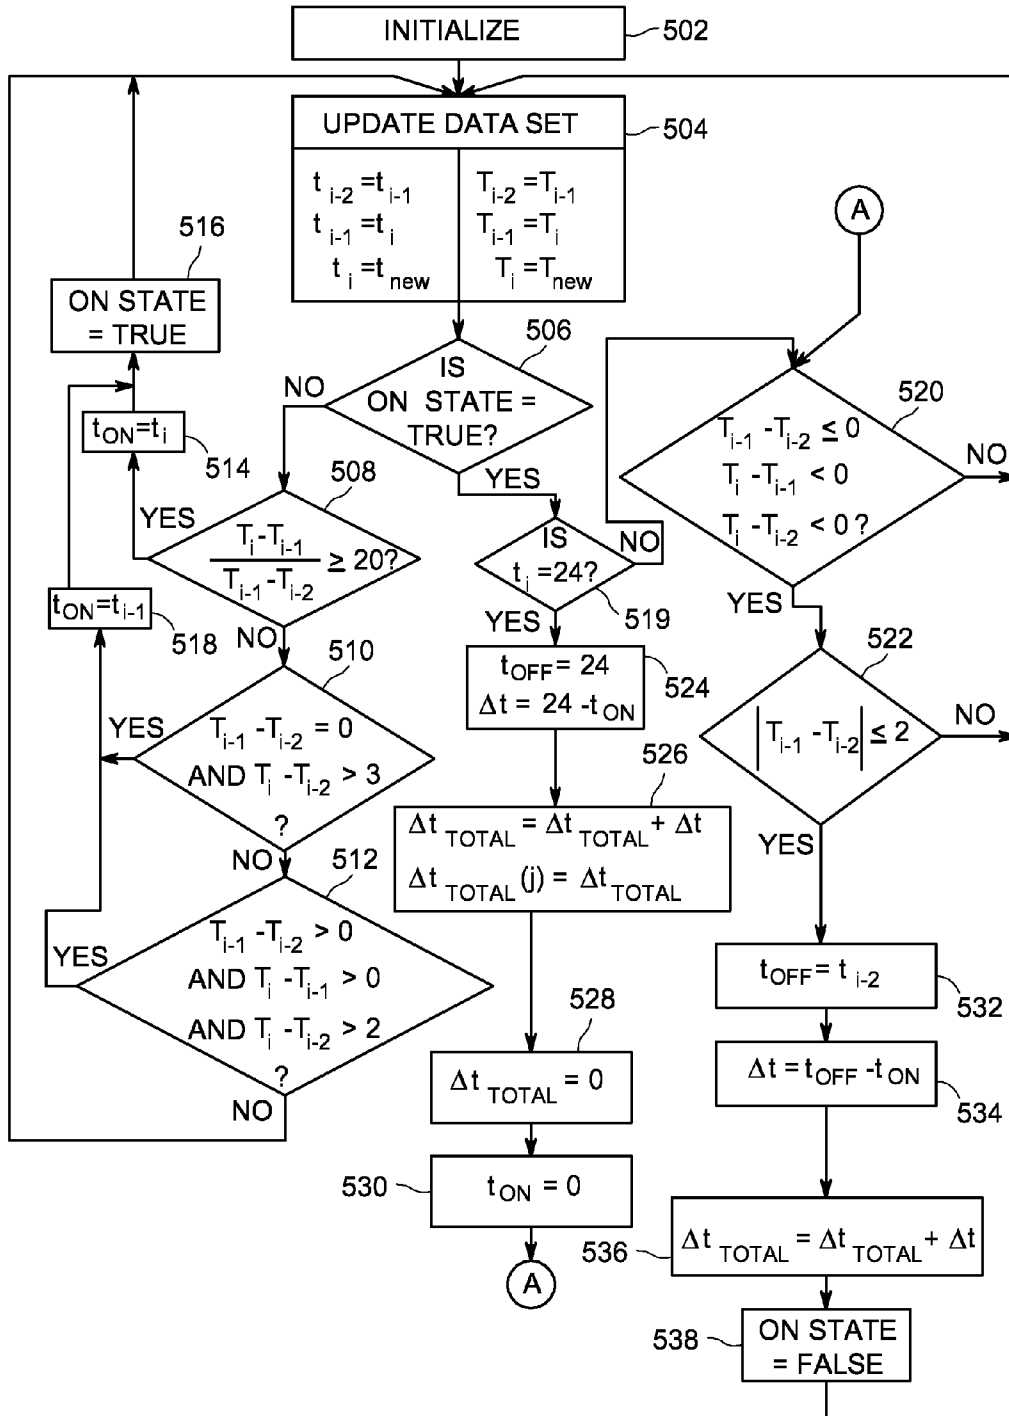 INITIALIZE
502
UPDATE DATA SET
504
t i-2 = t i-1
T i-2 = T i-1
t i-1 = t i
T i-1 = T i
t i = t new
T i = T new
A
516
ON STATE
= TRUE
506
IS
ON STATE =
TRUE?
NO
YES
t ON = t i
514
508
YES
T i - T i-1
T i-1 - T i-2
≥ 20?
NO
520
T i-1 - T i-2 ≤ 0
T i - T i-1 < 0
T i - T i-2 < 0 ?
NO
YES
IS
t i = 24?
NO
519
YES
t ON = t i-1
518
510
YES
T i-1 - T i-2 = 0
AND T i - T i-2 > 3
?
NO
t OFF = 24
Δt = 24 - t ON
524
522
| T i-1 - T i-2 | ≤ 2
NO
YES
526
Δt TOTAL = Δt TOTAL + Δt
Δt TOTAL (j) = Δt TOTAL
512
YES
T i-1 - T i-2 > 0
AND T i - T i-1 > 0
AND T i - T i-2 > 2
?
NO
t OFF = t i-2
532
528
Δt TOTAL = 0
Δt = t OFF - t ON
534
530
t ON = 0
A
536
Δt TOTAL = Δt TOTAL + Δt
538
ON STATE
= FALSE